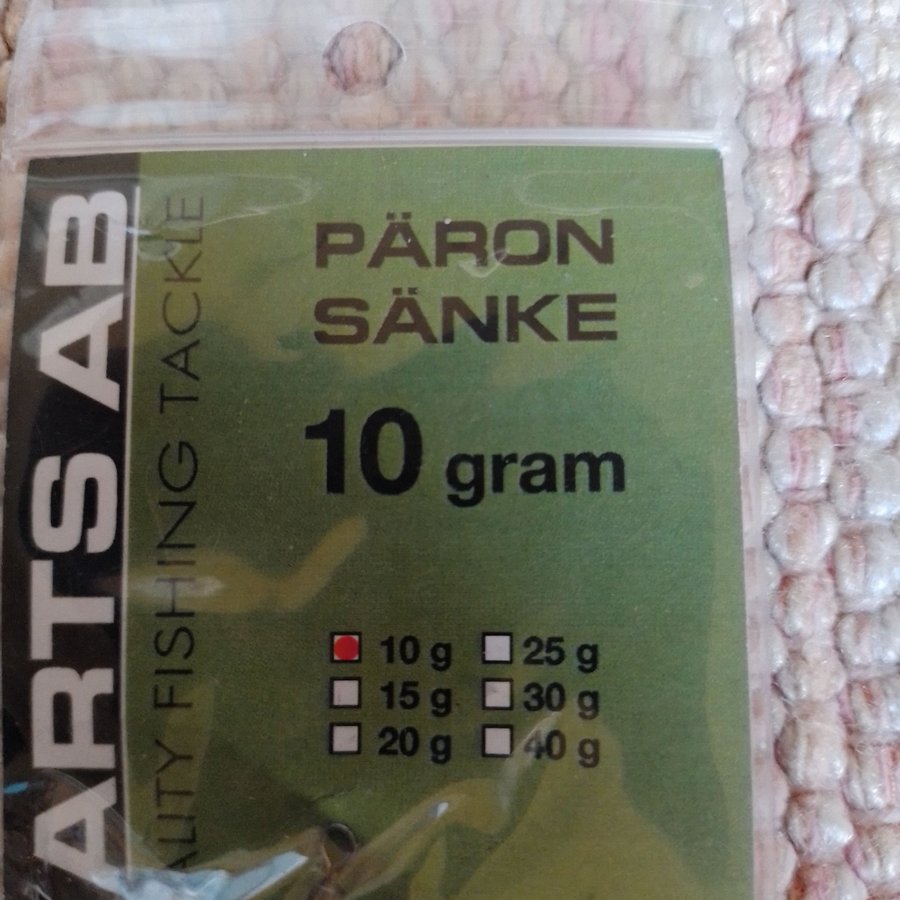 ARTS AB
ALITY FISHING TACKLE
PÄRON
SÄNKE
10 gram
10 g 25 g
15 g 30 g
20 g 40 g